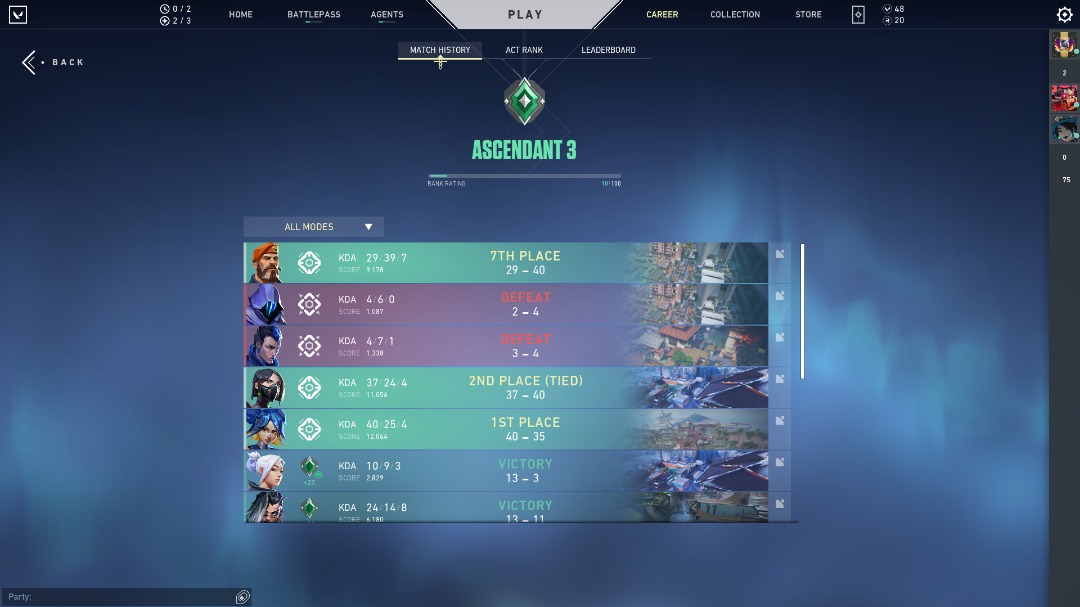 0 / 2
2 / 3
HOME
BATTLEPASS
AGENTS
PLAY
CAREER
COLLECTION
STORE
48
20
BACK
MATCH HISTORY
ACT RANK
LEADERBOARD
2
0
75
ASCENDANT 3
RANK RATING
10/100
ALL MODES
KDA 29/39/7
SCORE 9,178
7TH PLACE
29 – 40
KDA 4/6/0
SCORE 1,087
DEFEAT
2 – 4
KDA 4/7/1
SCORE 1,338
DEFEAT
3 – 4
KDA 37/24/4
SCORE 11,056
2ND PLACE (TIED)
37 – 40
KDA 40/25/4
SCORE 12,064
1ST PLACE
40 – 35
+27
KDA 10/9/3
SCORE 2,829
VICTORY
13 – 3
KDA 24/14/8
SCORE 6,180
VICTORY
13 – 11
Party: